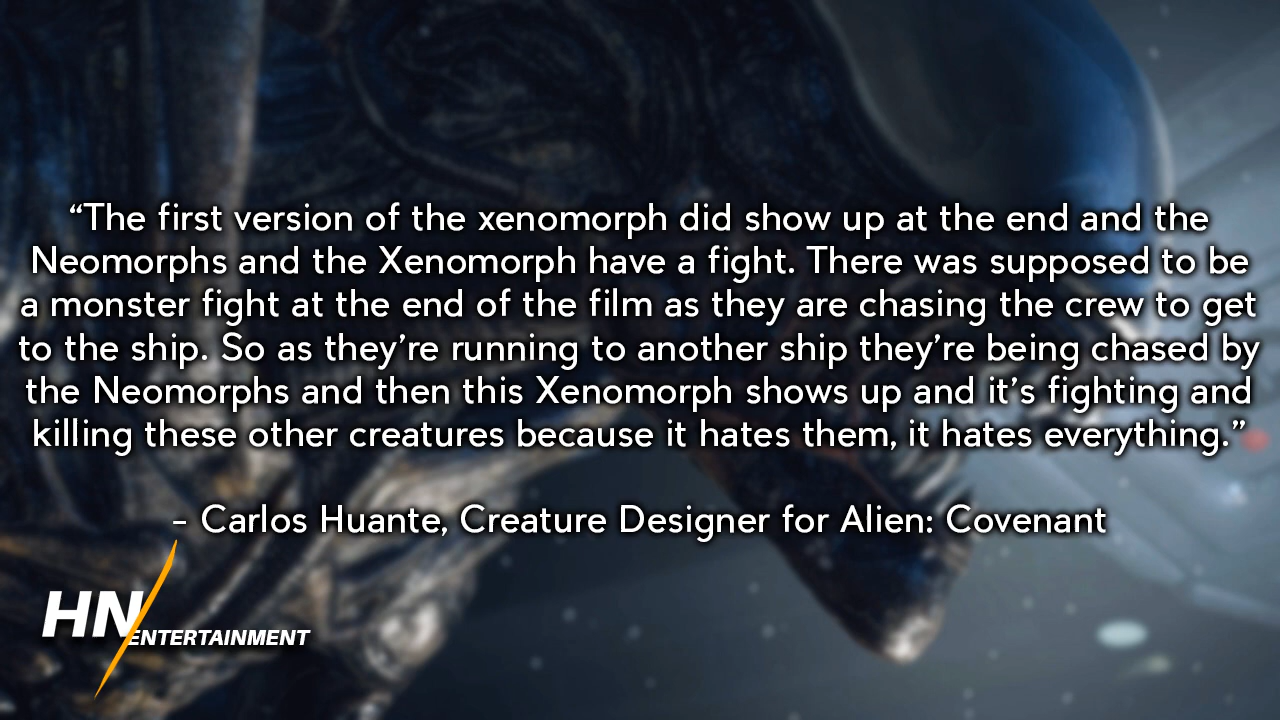 “The first version of the xenomorph did show up at the end and the
Neomorphs and the Xenomorph have a fight. There was supposed to be
a monster fight at the end of the film as they are chasing the crew to get
to the ship. So as they’re running to another ship they’re being chased by
the Neomorphs and then this Xenomorph shows up and it’s fighting and
killing these other creatures because it hates them, it hates everything.”
- Carlos Huante, Creature Designer for Alien: Covenant
HN
ENTERTAINMENT